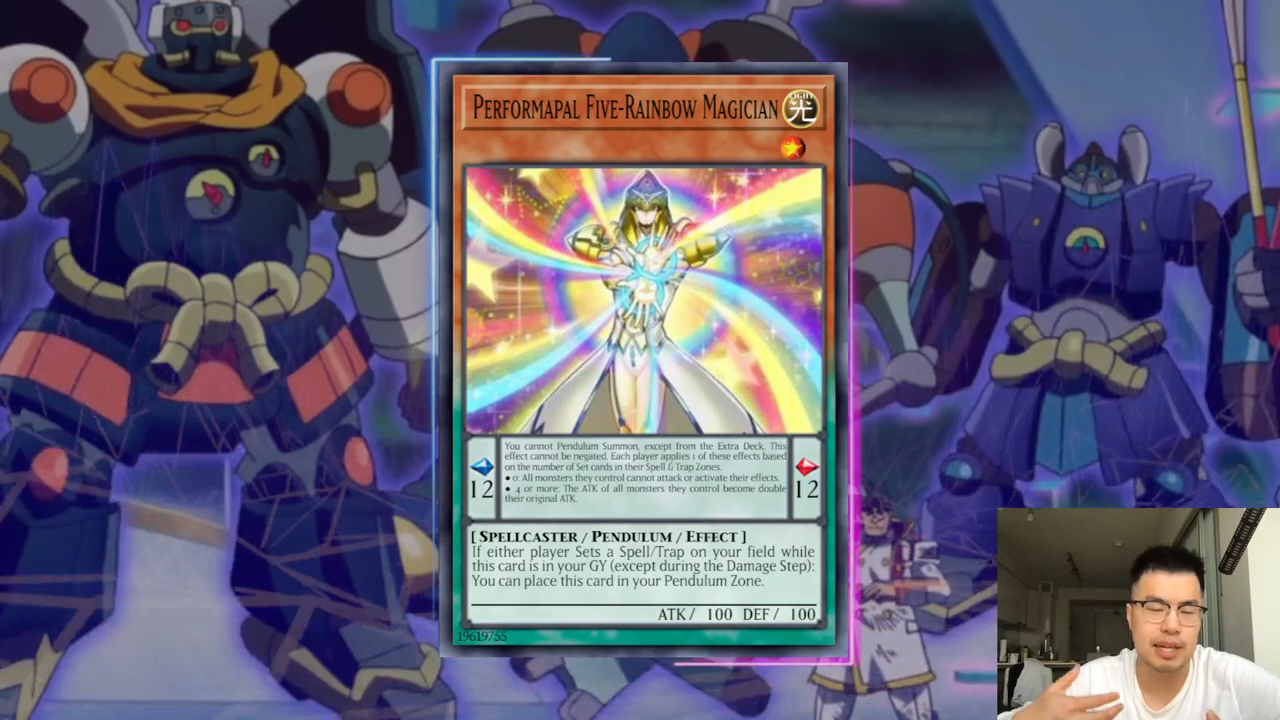 PERFORMAPAL FIVE-RAINBOW MAGICIAN
LIGHT
光
You cannot Pendulum Summon, except from the Extra Deck. This
effect cannot be negated. Each player applies 1 of these effects based
on the number of Set cards in their Spell & Trap Zones.
● 0: All monsters they control cannot attack or activate their effects.
● 4 or more: The ATK of all monsters they control become double
their original ATK.
12
12
[ SPELLCASTER / PENDULUM / EFFECT ]
If either player Sets a Spell/Trap on your field while
this card is in your GY (except during the Damage Step):
You can place this card in your Pendulum Zone.
ATK / 100 DEF / 100
19619755